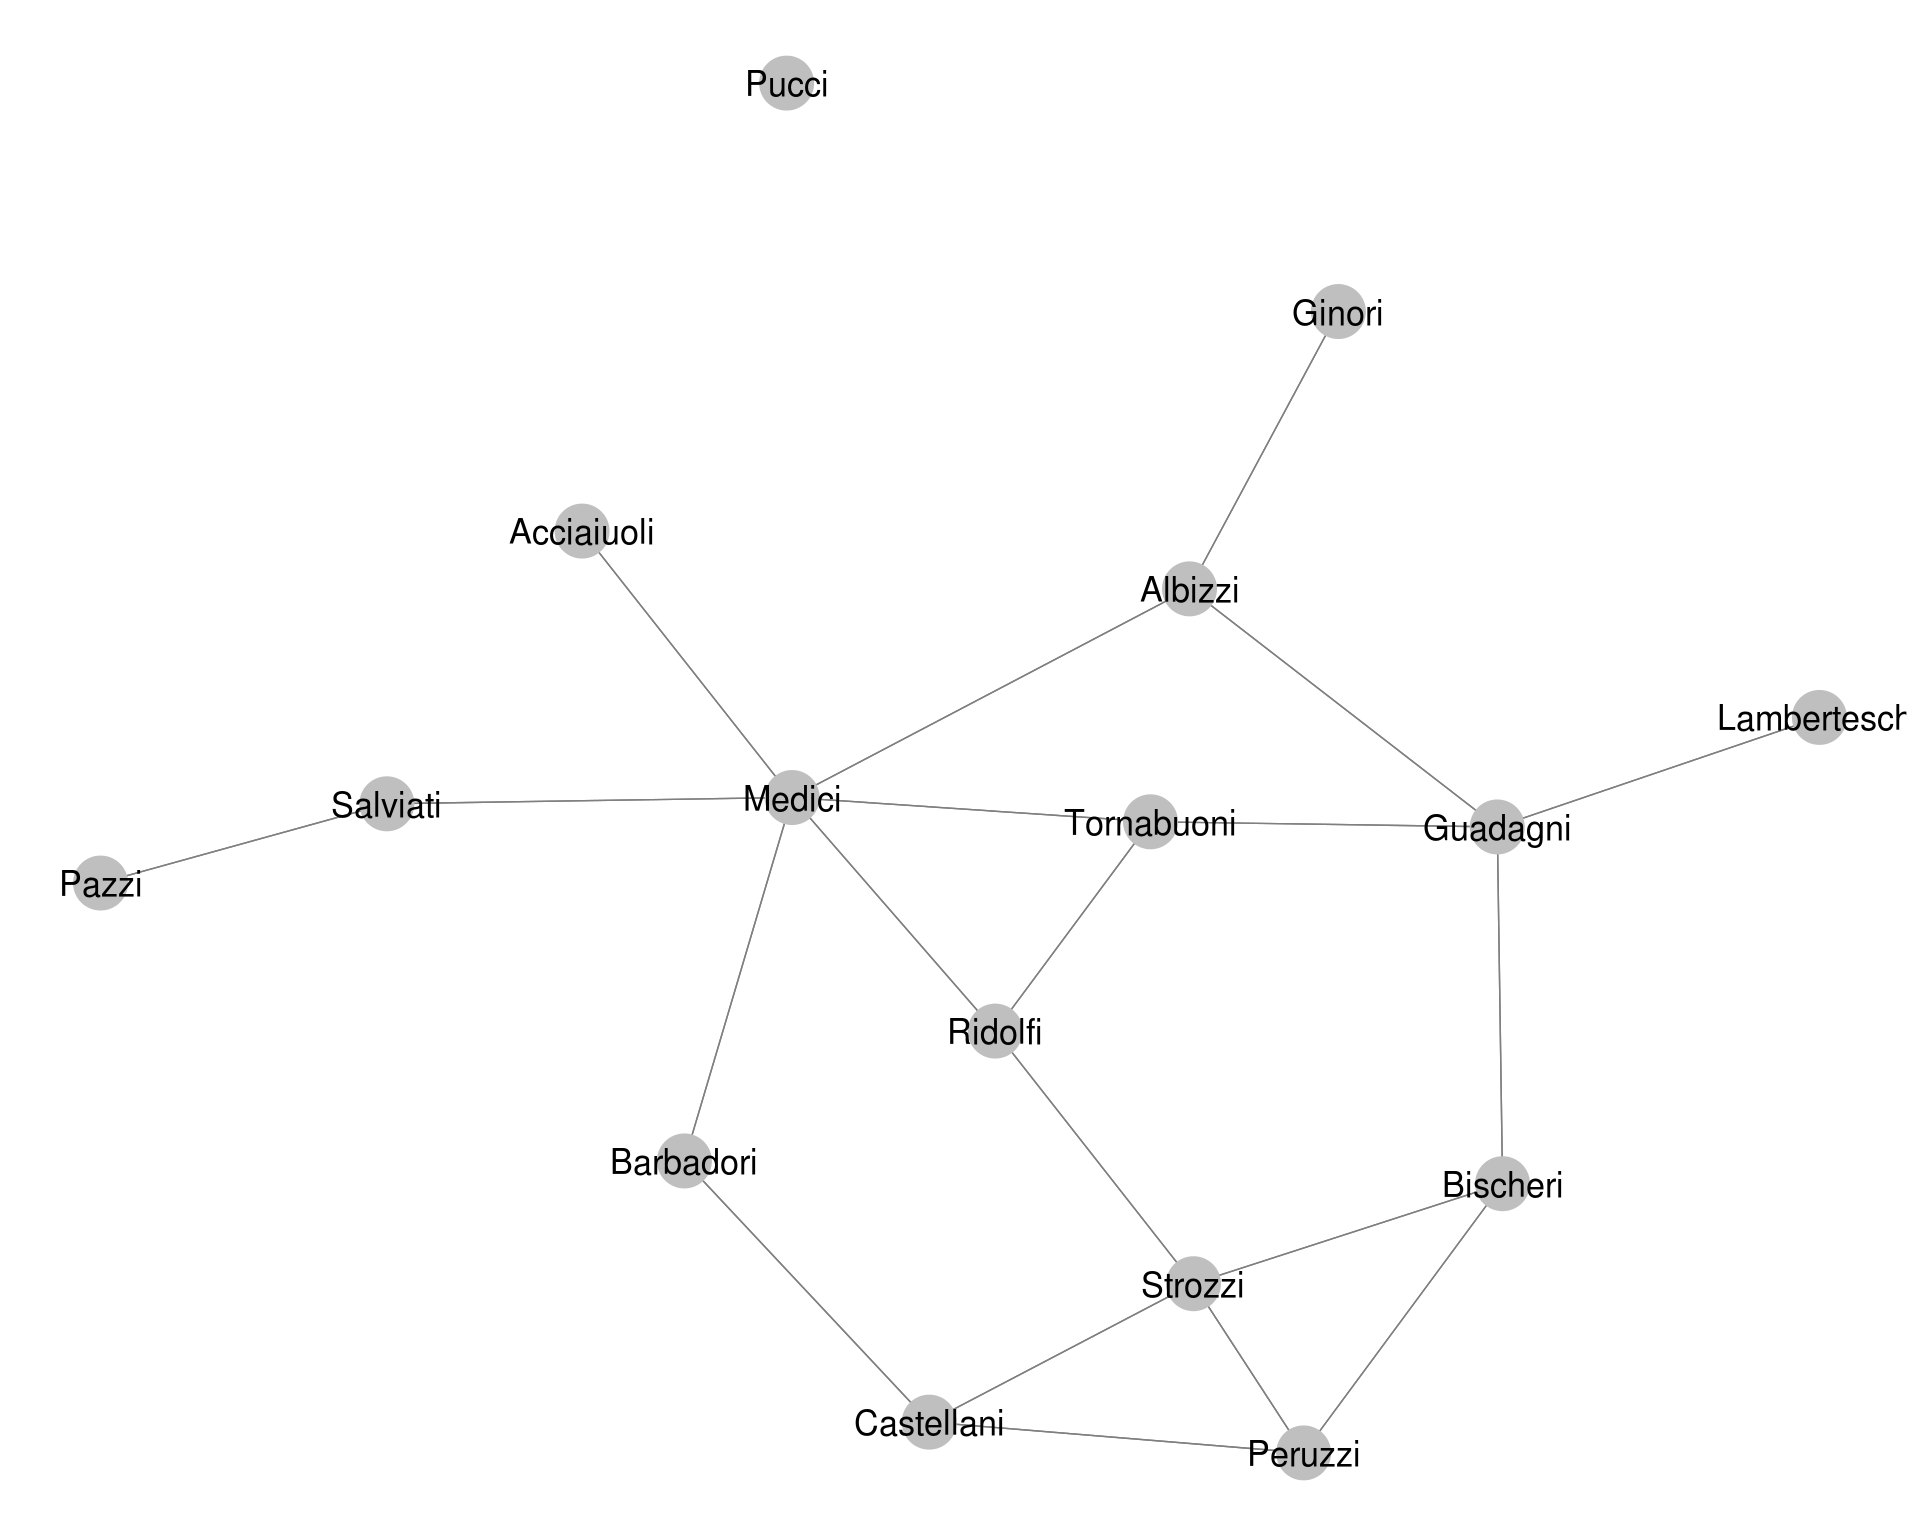 Pucci
Ginori
Acciaiuoli
Albizzi
Lambertesch
Salviati
Medici
Tornabuoni
Guadagni
Pazzi
Ridolfi
Barbadori
Bischeri
Strozzi
Castellani
Peruzzi